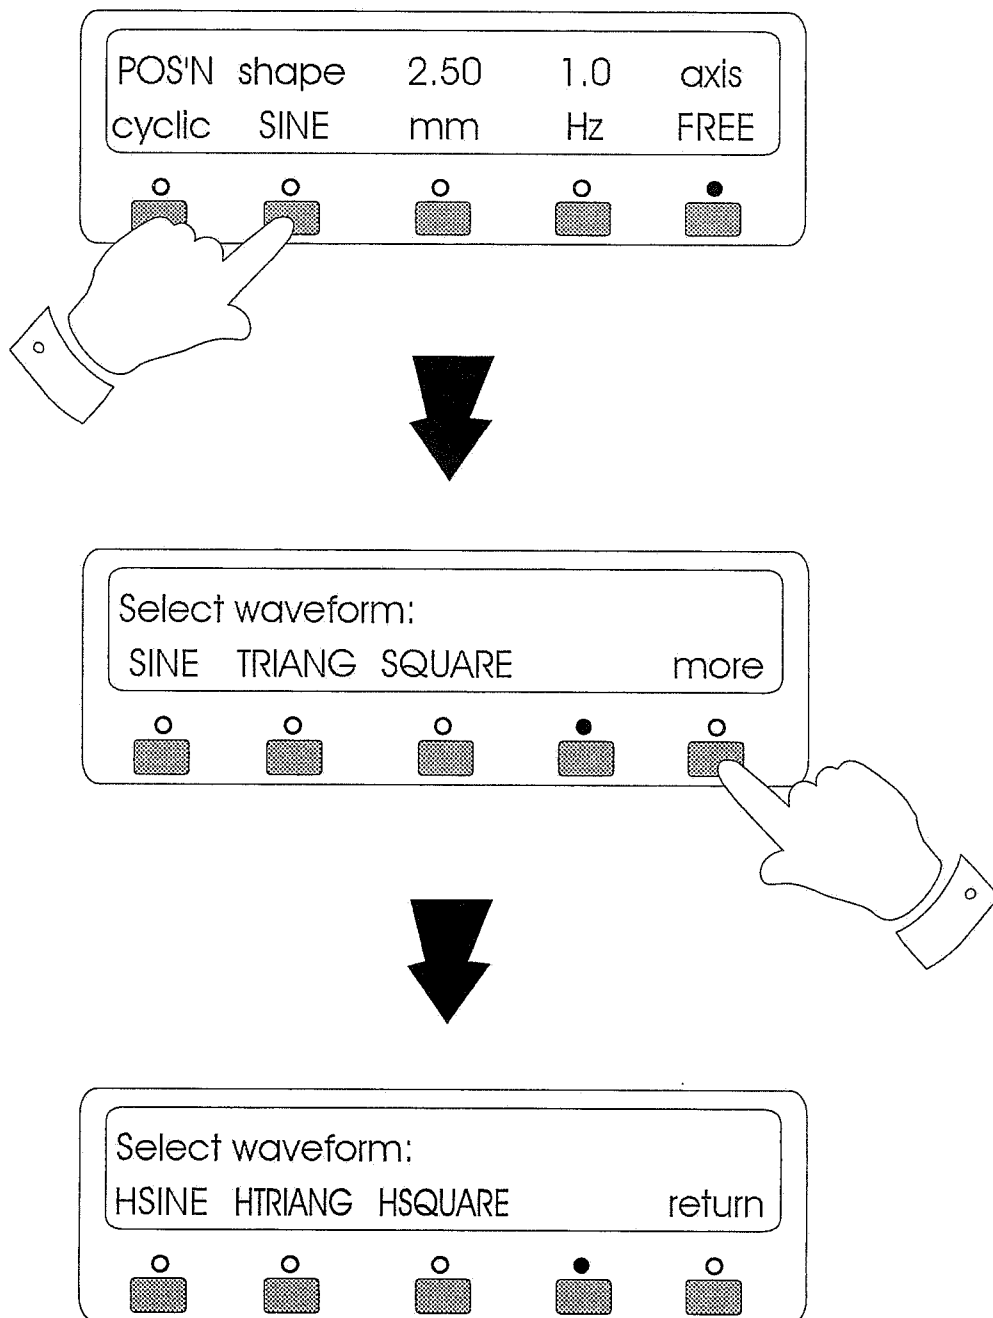 POS'N shape 2.50 1.0 axis
cyclic SINE mm Hz FREE
Select waveform:
SINE TRIANG SQUARE more
Select waveform:
HSINE HTRIANG HSQUARE return